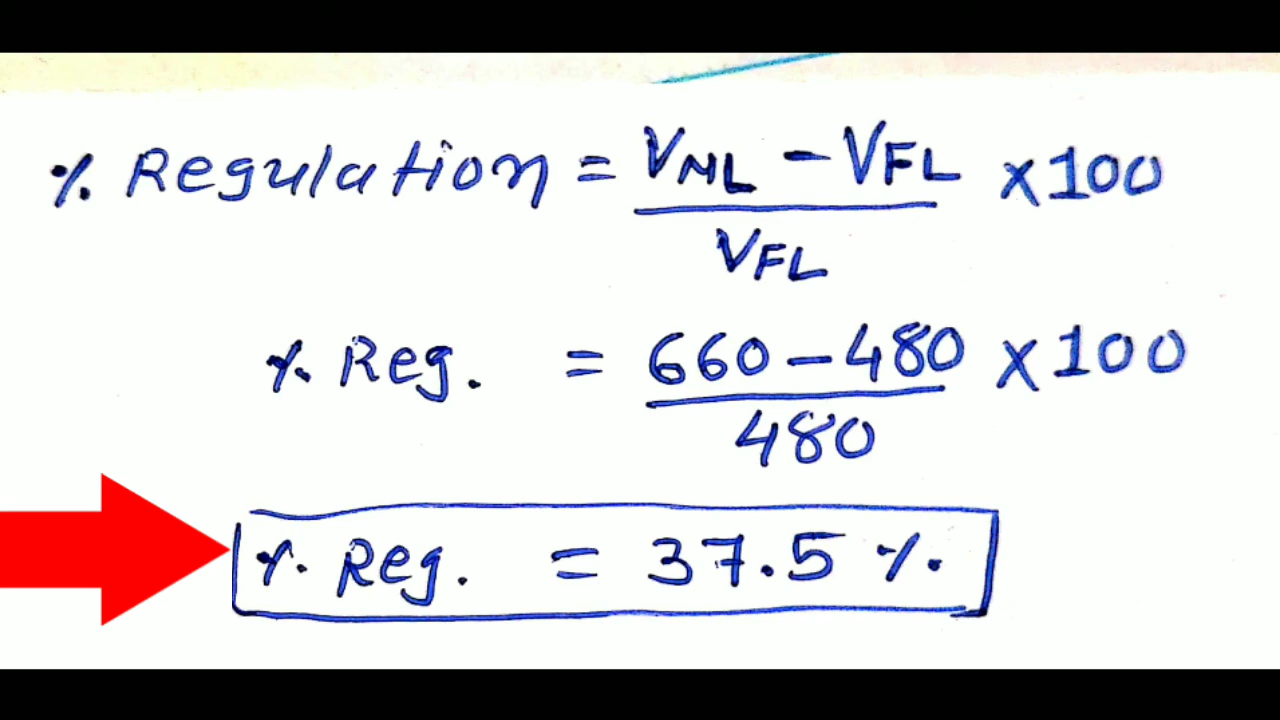 % Regulation = VNL - VFL / VFL x100
% Reg. = 660-480 / 480 x100
% Reg. = 37.5 %